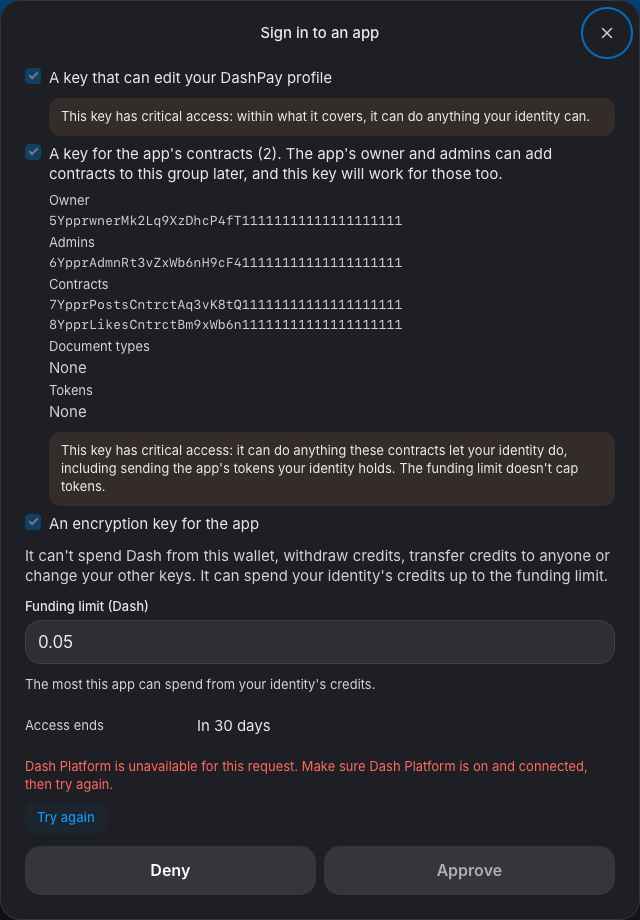 Sign in to an app
A key that can edit your DashPay profile
This key has critical access: within what it covers, it can do anything your identity can.
A key for the app's contracts (2). The app's owner and admins can add
contracts to this group later, and this key will work for those too.
Owner
5YpprwnerMk2Lq9XzDhcP4fT11111111111111111111
Admins
6YpprAdmnRt3vZxWb6nH9cF411111111111111111111
Contracts
7YpprPostsCntrctAq3vK8tQ11111111111111111111
8YpprLikesCntrctBm9xWb6n11111111111111111111
Document types
None
Tokens
None
This key has critical access: it can do anything these contracts let your identity do,
including sending the app's tokens your identity holds. The funding limit doesn't cap
tokens.
An encryption key for the app
It can't spend Dash from this wallet, withdraw credits, transfer credits to anyone or
change your other keys. It can spend your identity's credits up to the funding limit.
Funding limit (Dash)
0.05
The most this app can spend from your identity's credits.
Access ends In 30 days
Dash Platform is unavailable for this request. Make sure Dash Platform is on and connected,
then try again.
Try again
Deny Approve